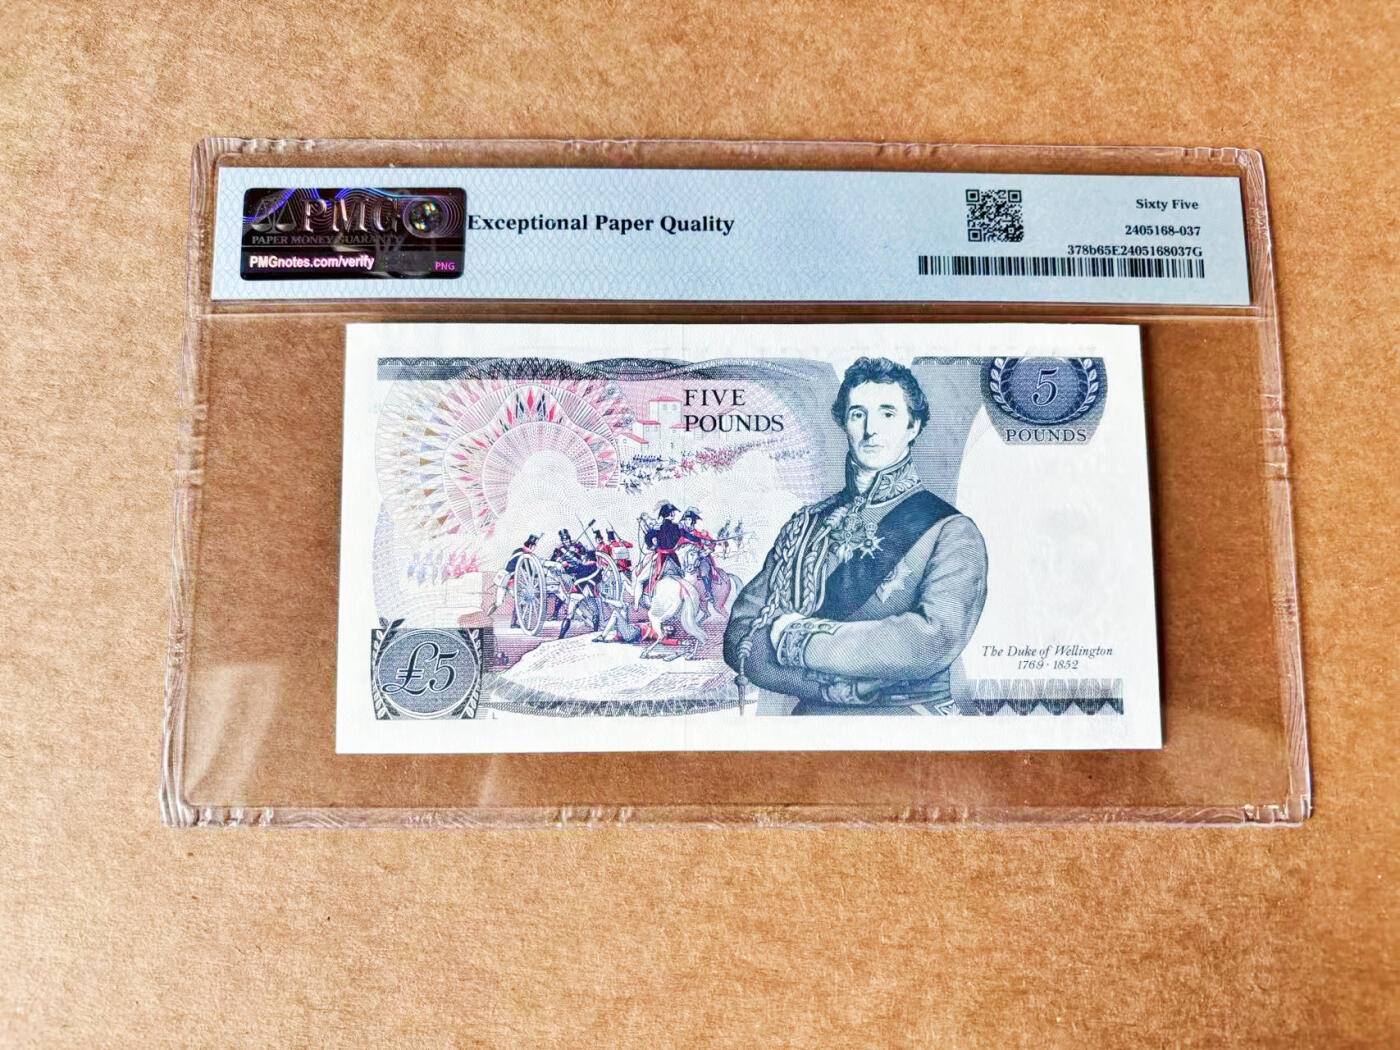 PMG
PAPER MONEY GUARANTY
PMGnotes.com/verify
PNG
Exceptional Paper Quality
Sixty Five
2405168-037
378b65E2405168037G
FIVE
POUNDS
5
POUNDS
£5
The Duke of Wellington
1769 · 1852
L